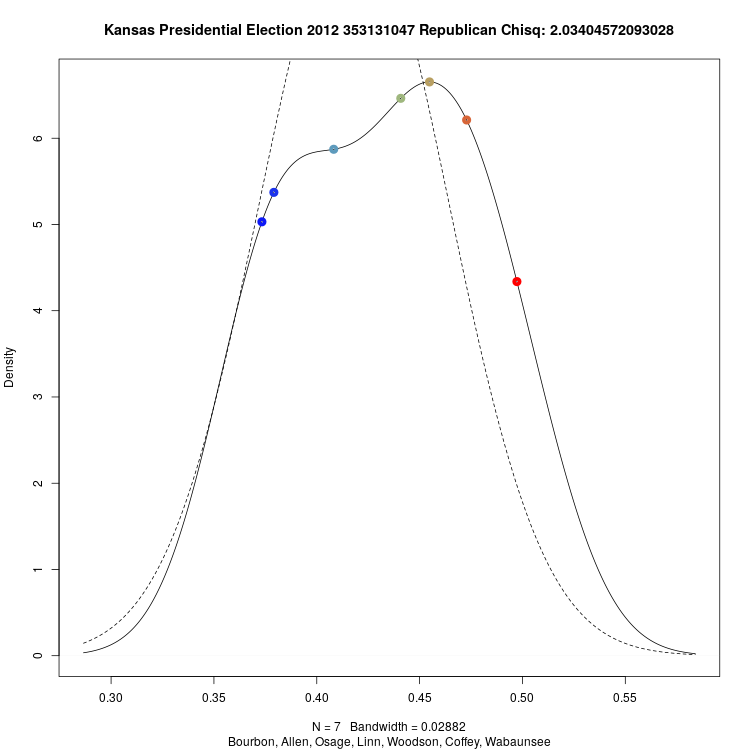 Kansas Presidential Election 2012 353131047 Republican Chisq: 2.03404572093028
Density
6
5
4
3
2
1
0
0.30 0.35 0.40 0.45 0.50 0.55
N = 7 Bandwidth = 0.02882
Bourbon, Allen, Osage, Linn, Woodson, Coffey, Wabaunsee